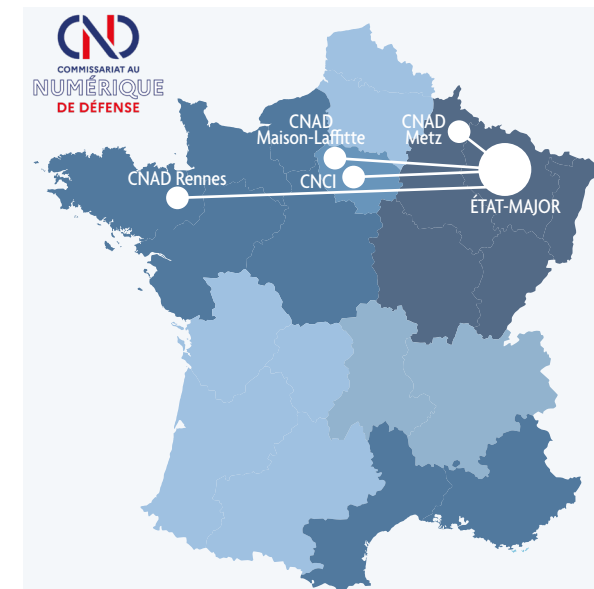 CND
COMMISSARIAT AU
NUMÉRIQUE
DE DÉFENSE
CNAD
Maison-Laffitte
CNAD
Metz
CNCI
CNAD Rennes
ÉTAT-MAJOR